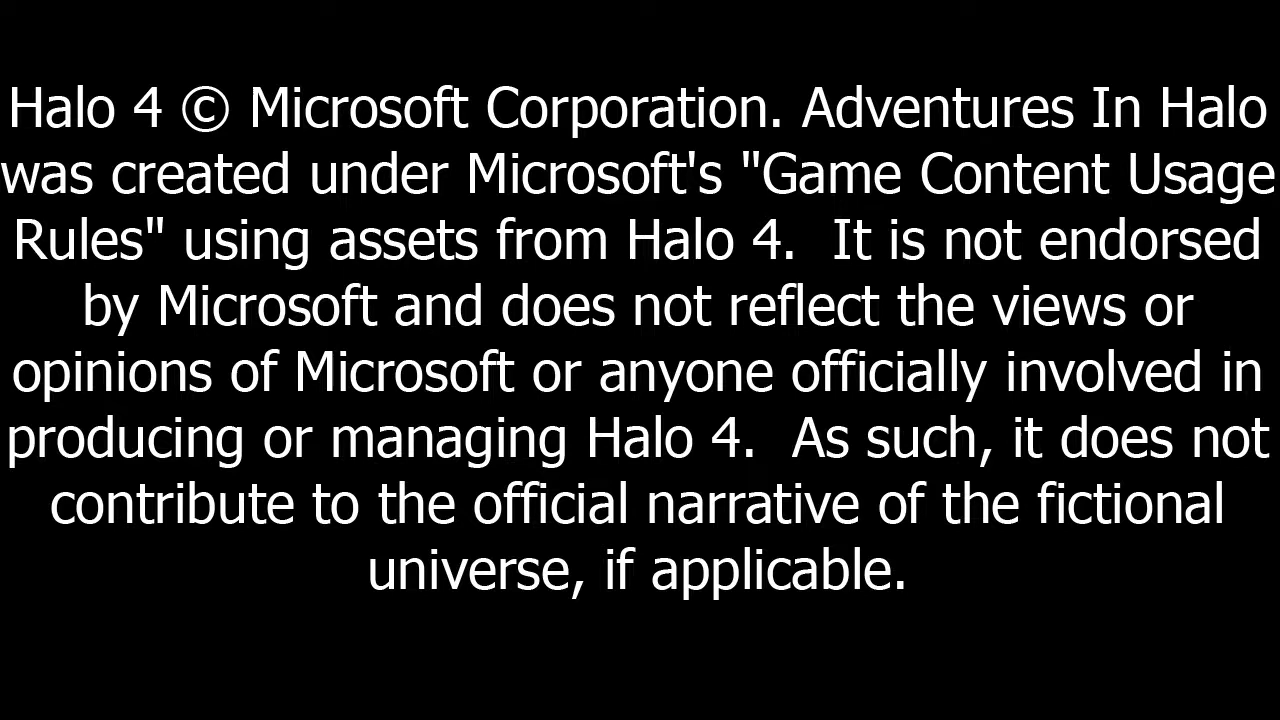 Halo 4 © Microsoft Corporation. Adventures In Halo
was created under Microsoft's "Game Content Usage
Rules" using assets from Halo 4.  It is not endorsed
by Microsoft and does not reflect the views or
opinions of Microsoft or anyone officially involved in
producing or managing Halo 4.  As such, it does not
contribute to the official narrative of the fictional
universe, if applicable.